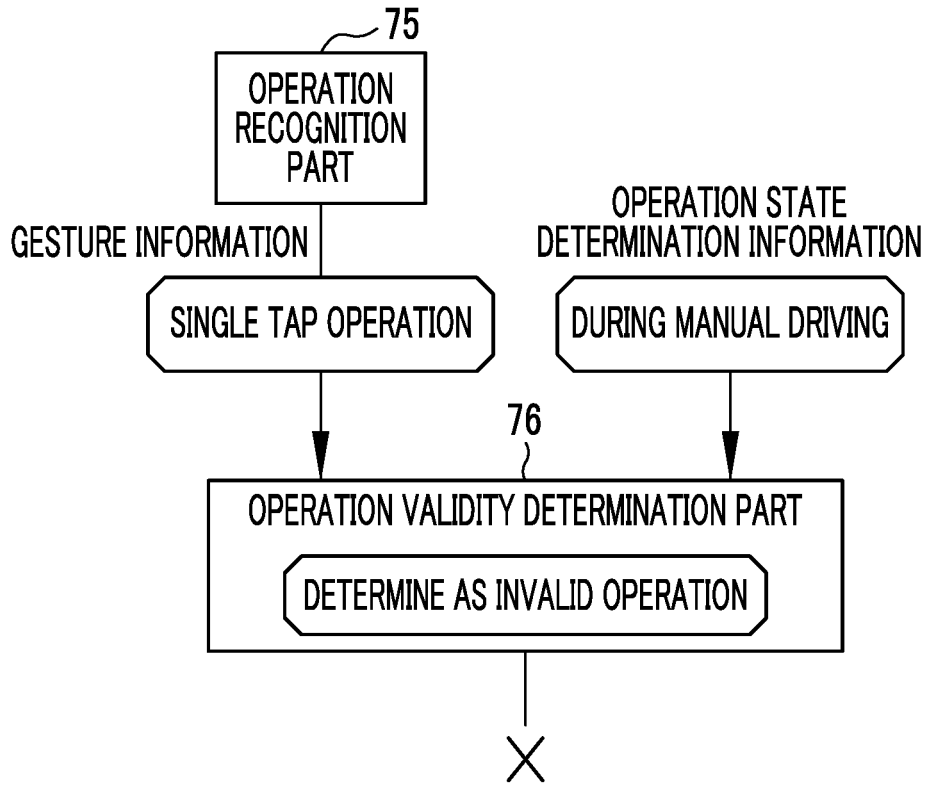 75
OPERATION
RECOGNITION
PART
GESTURE INFORMATION
OPERATION STATE
DETERMINATION INFORMATION
SINGLE TAP OPERATION
DURING MANUAL DRIVING
76
OPERATION VALIDITY DETERMINATION PART
DETERMINE AS INVALID OPERATION